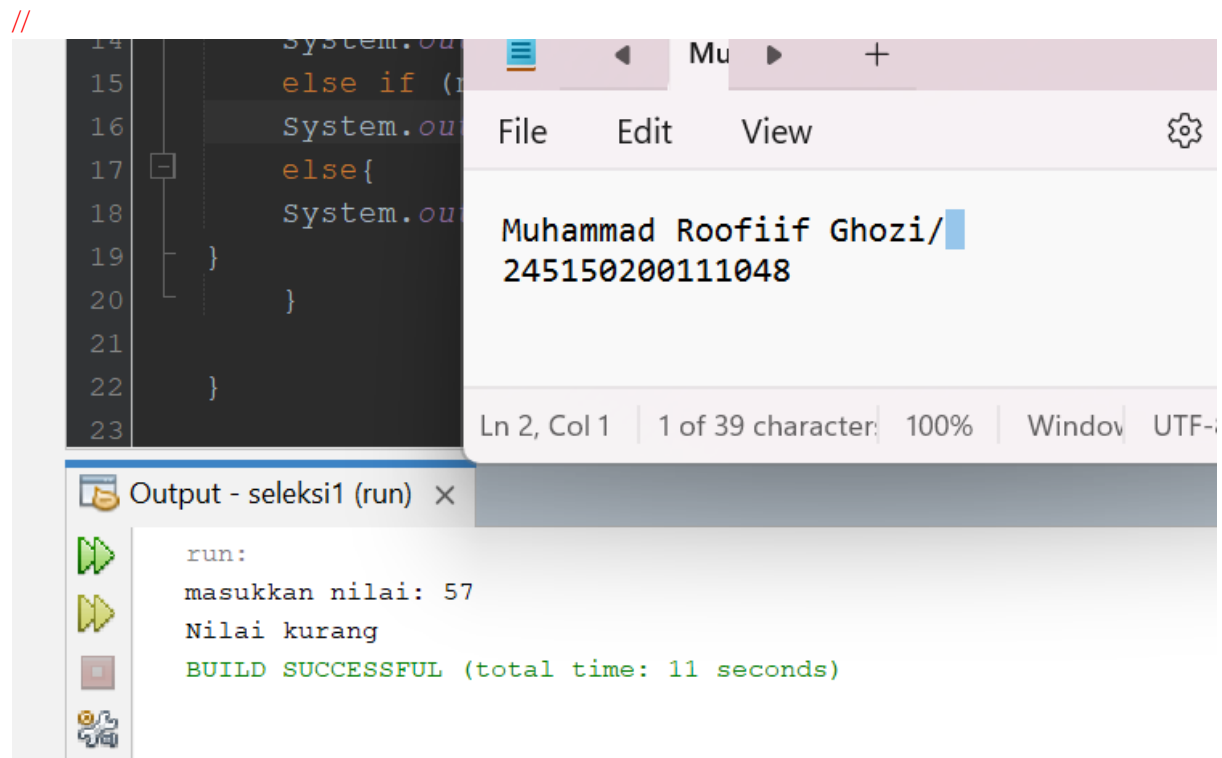 //
14 System.ou
15 else if (
16 System.ou
17 else{
18 System.ou
19 }
20 }
21
22 }
23
Mu
File Edit View
Muhammad Roofiif Ghozi/
245150200111048
Ln 2, Col 1 1 of 39 character 100% Window UTF-
Output - seleksi1 (run)
run:
masukkan nilai: 57
Nilai kurang
BUILD SUCCESSFUL (total time: 11 seconds)